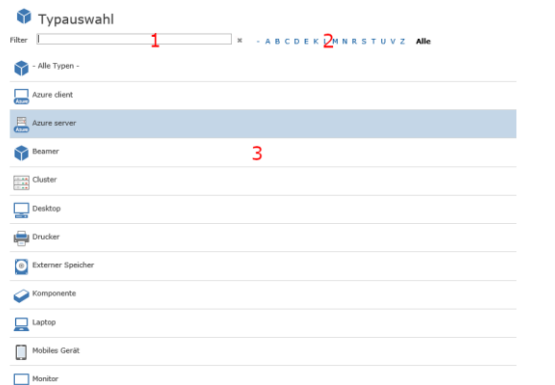 Typauswahl
Filter 1 × - A B C D E K L M N R S T U V Z Alle 2
- Alle Typen -
Azure client
Azure server
Beamer 3
Cluster
Desktop
Drucker
Externer Speicher
Komponente
Laptop
Mobiles Gerät
Monitor